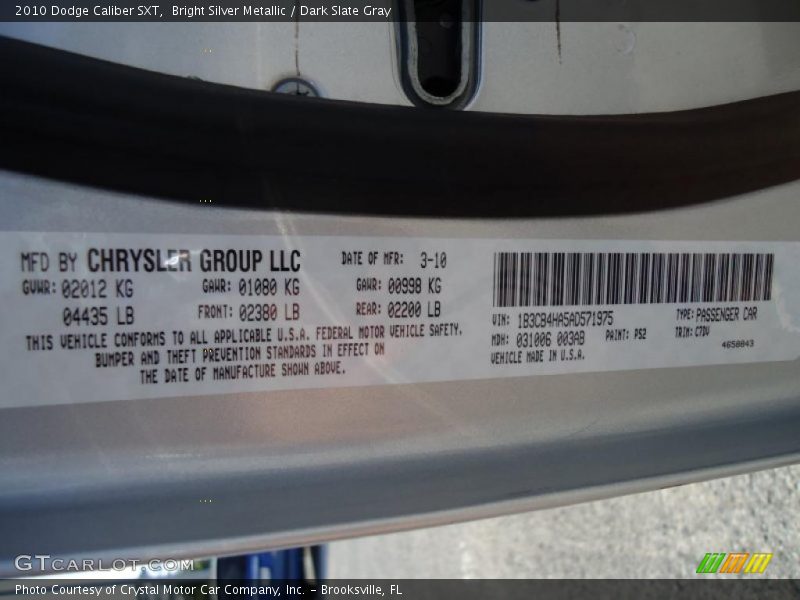 2010 Dodge Caliber SXT,  Bright Silver Metallic / Dark Slate Gray
MFD BY CHRYSLER GROUP LLC DATE OF MFR: 3-10
GVWR: 02012 KG GAWR: 01080 KG GAWR: 00998 KG
04435 LB FRONT: 02380 LB REAR: 02200 LB
THIS VEHICLE CONFORMS TO ALL APPLICABLE U.S.A. FEDERAL MOTOR VEHICLE SAFETY.
BUMPER AND THEFT PREVENTION STANDARDS IN EFFECT ON
THE DATE OF MANUFACTURE SHOWN ABOVE.
VIN: 1B3CB4HA5AD571975 TYPE: PASSENGER CAR
MDH: 031006 003AB PAINT: PS2 TRIM: C7DV
VEHICLE MADE IN U.S.A. 4658843
GTCARLOT.COM
Photo Courtesy of Crystal Motor Car Company, Inc. – Brooksville, FL